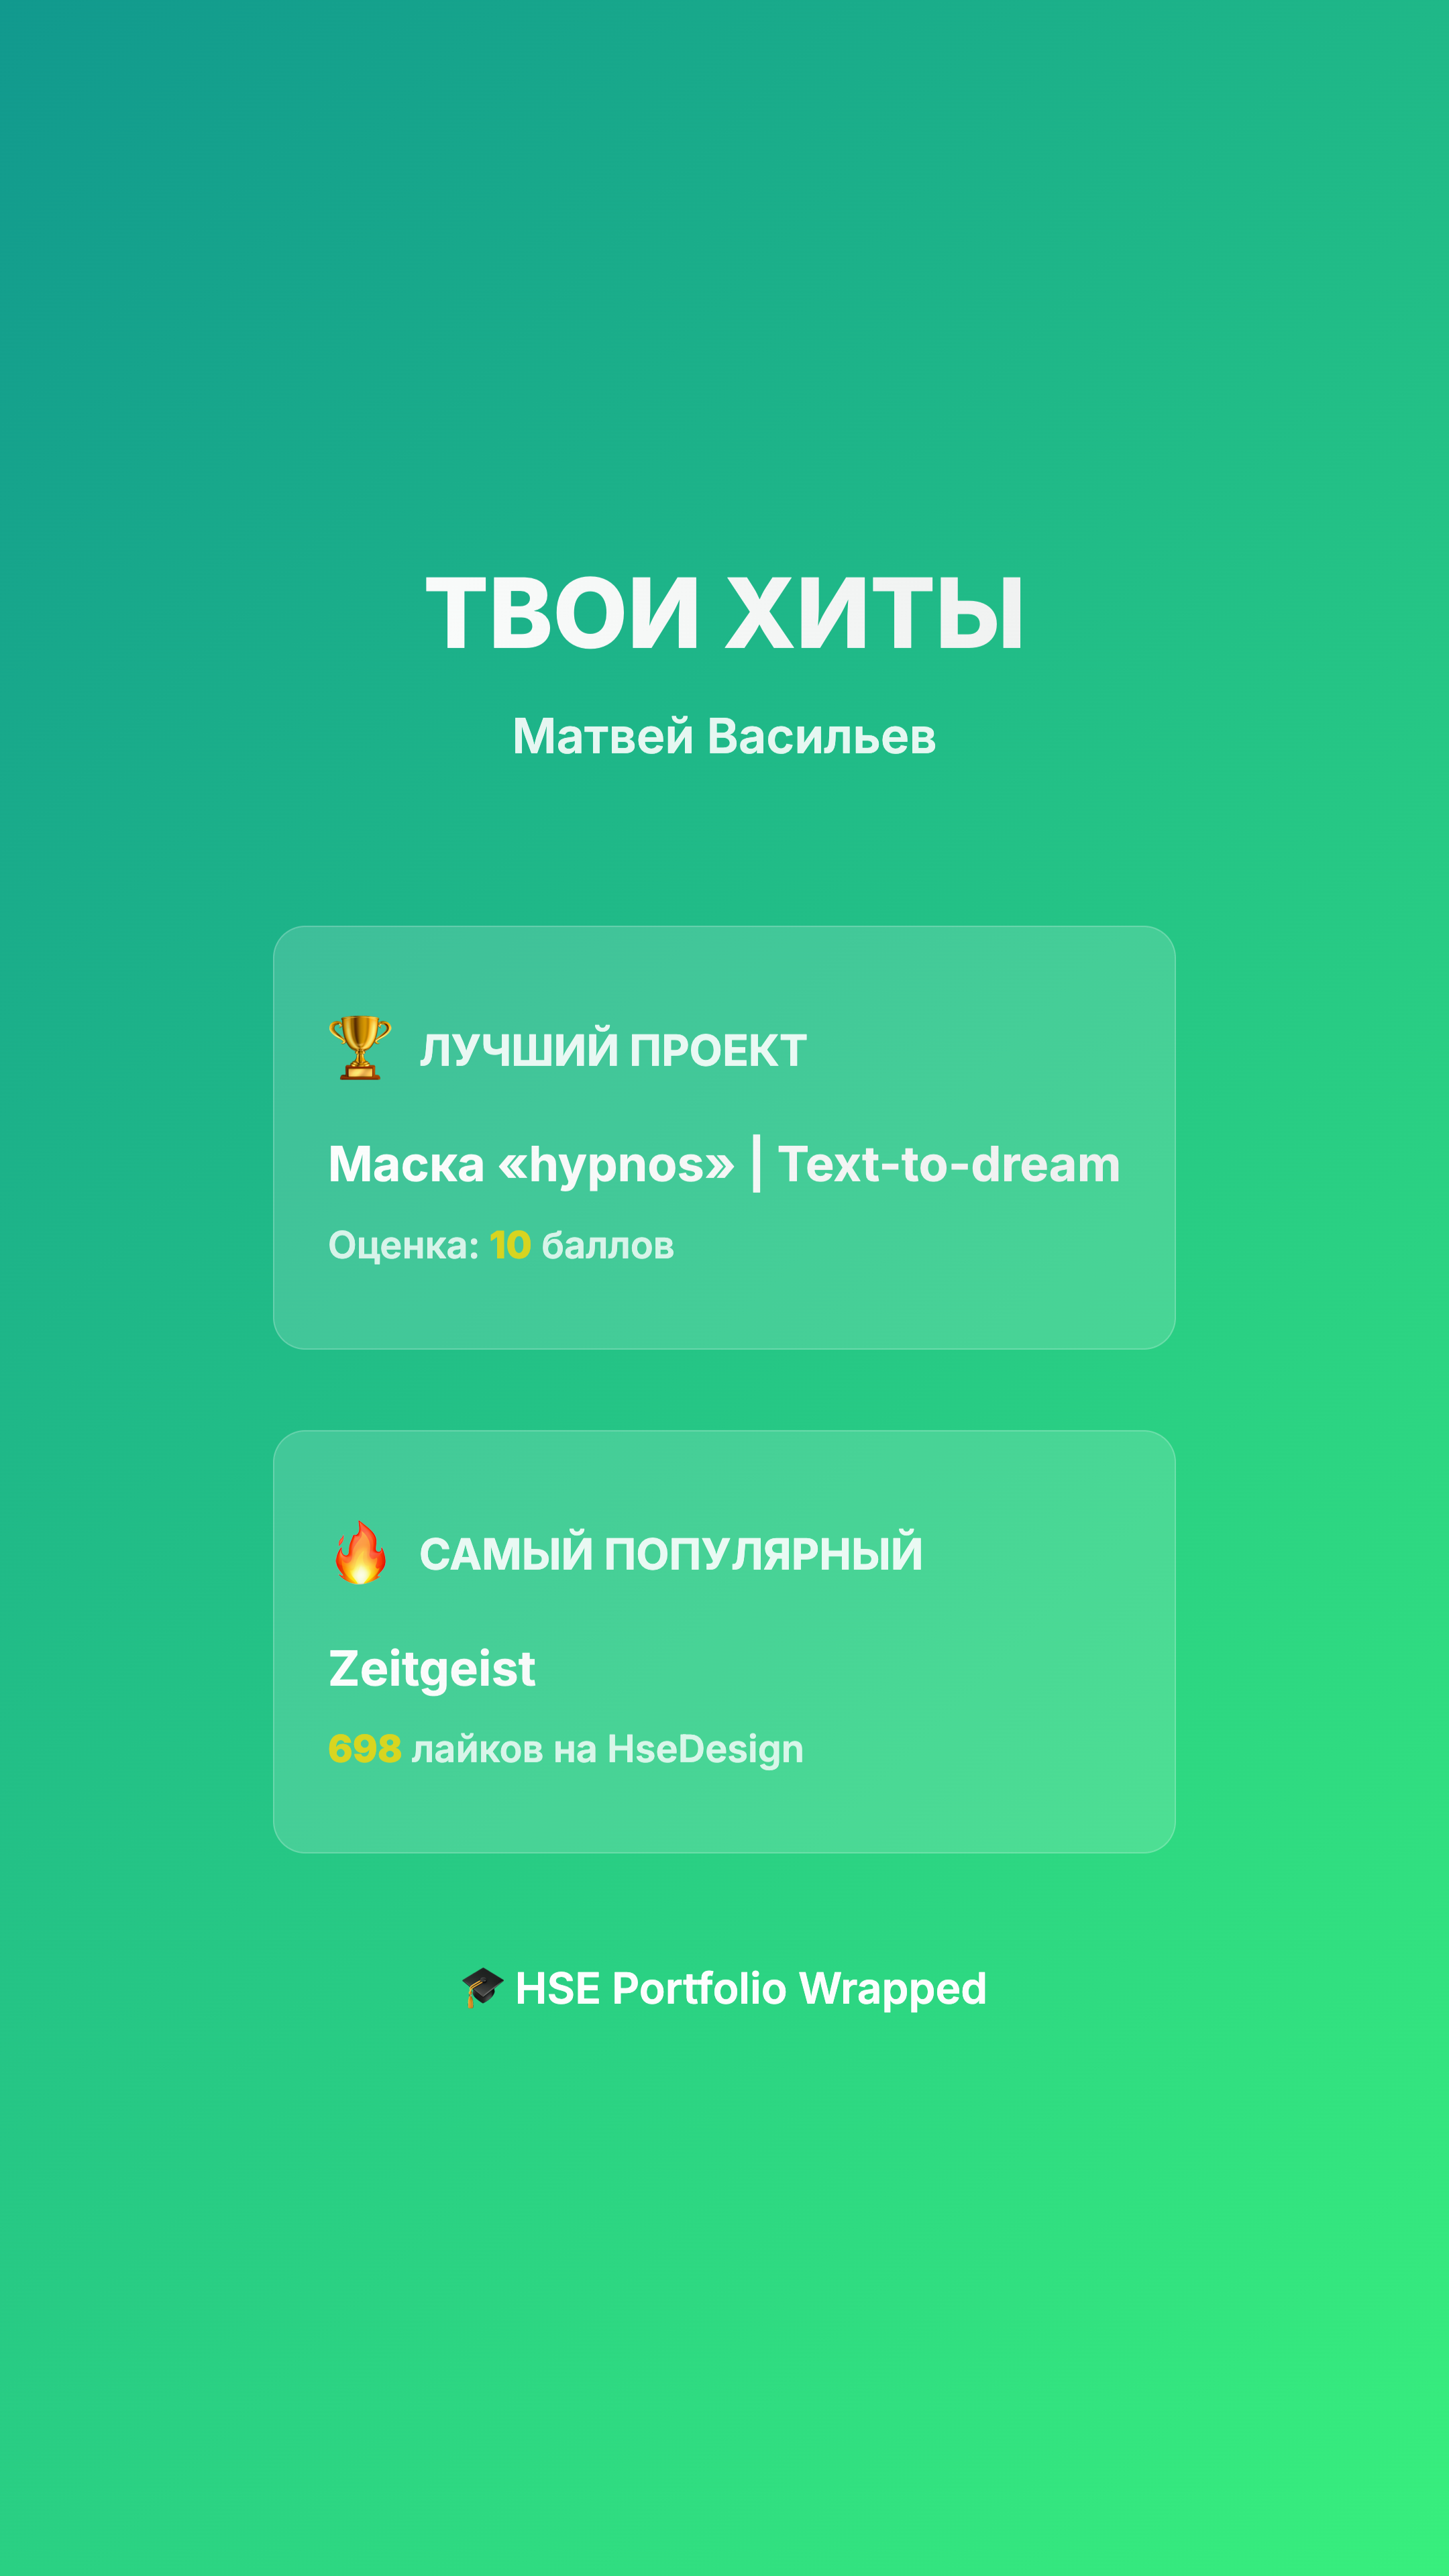 ТВОИ ХИТЫ
Матвей Васильев
ЛУЧШИЙ ПРОЕКТ
Маска «hypnos» | Text-to-dream
Оценка: 10 баллов
САМЫЙ ПОПУЛЯРНЫЙ
Zeitgeist
698 лайков на HseDesign
HSE Portfolio Wrapped